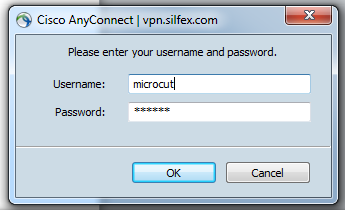 Cisco AnyConnect | vpn.silfex.com
Please enter your username and password.
Username: microcut
Password: ******
OK Cancel